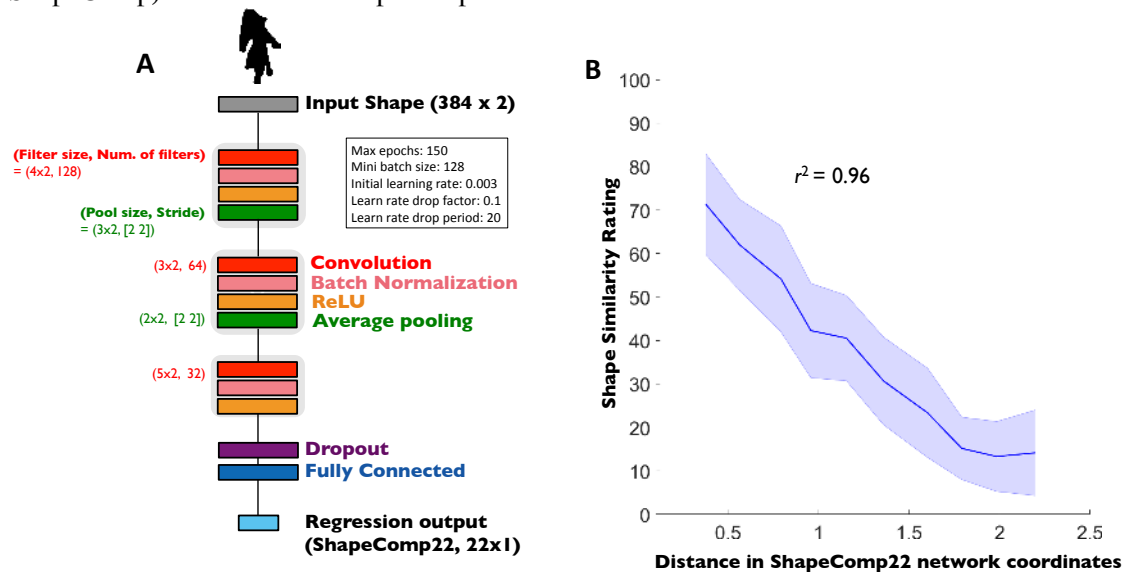 A
Input Shape (384 x 2)
(Filter size, Num. of filters)
= (4x2, 128)
(Pool size, Stride)
= (3x2, [2 2])
Max epochs: 150
Mini batch size: 128
Initial learning rate: 0.003
Learn rate drop factor: 0.1
Learn rate drop period: 20
(3x2, 64)
Convolution
Batch Normalization
ReLU
(2x2, [2 2])
Average pooling
(5x2, 32)
Dropout
Fully Connected
Regression output
(ShapeComp22, 22x1)
B
Shape Similarity Rating
100
90
80
70
60
50
40
30
20
10
0
r² = 0.96
0.5 1 1.5 2 2.5
Distance in ShapeComp22 network coordinates